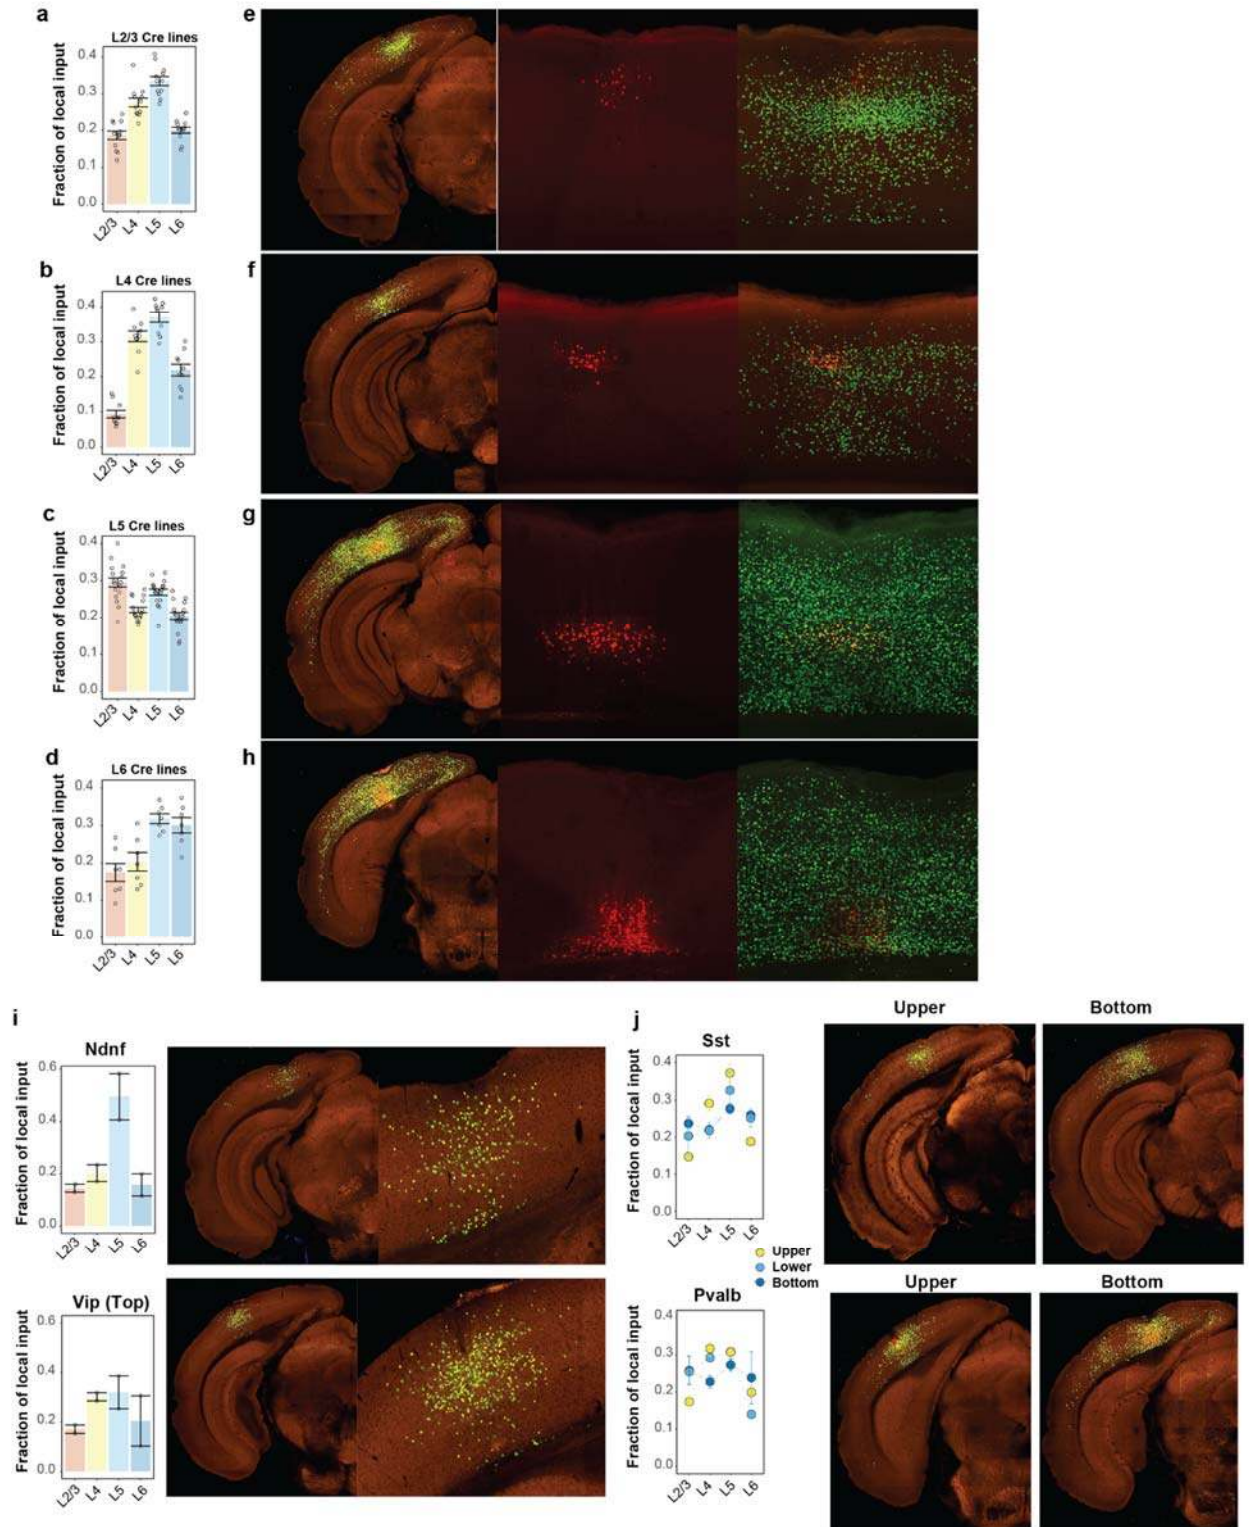 a
L2/3 Cre lines
Fraction of local input
0.4
0.3
0.2
0.1
0.0
L2/3 L4 L5 L6
b
L4 Cre lines
Fraction of local input
0.4
0.3
0.2
0.1
0.0
L2/3 L4 L5 L6
c
L5 Cre lines
Fraction of local input
0.4
0.3
0.2
0.1
0.0
L2/3 L4 L5 L6
d
L6 Cre lines
Fraction of local input
0.4
0.3
0.2
0.1
0.0
L2/3 L4 L5 L6
e
f
g
h
i
Ndnf
Fraction of local input
0.6
0.4
0.2
0.0
L2/3 L4 L5 L6
Vip (Top)
Fraction of local input
0.6
0.4
0.2
0.0
L2/3 L4 L5 L6
j
Sst
Fraction of local input
0.4
0.3
0.2
0.1
0.0
L2/3 L4 L5 L6
Upper
Lower
Bottom
Pvalb
Fraction of local input
0.4
0.3
0.2
0.1
0.0
L2/3 L4 L5 L6
Upper Bottom
Upper Bottom